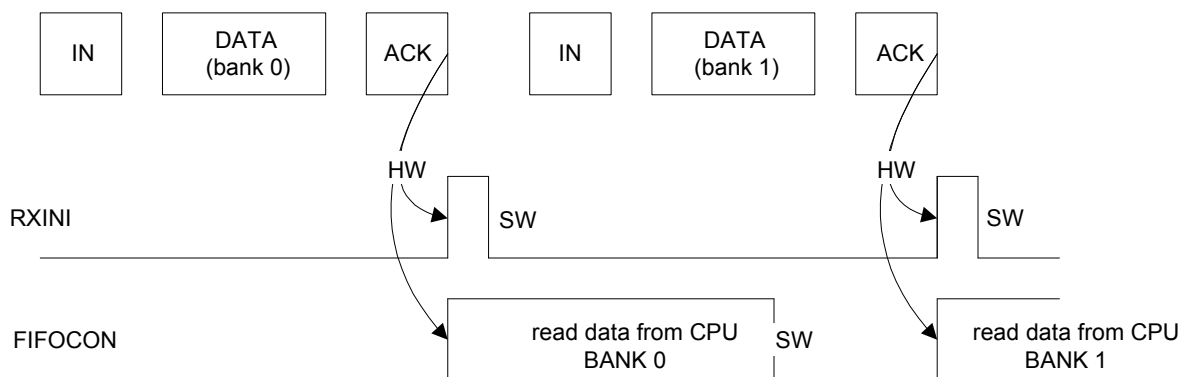 IN
DATA
(bank 0)
ACK
IN
DATA
(bank 1)
ACK
HW
HW
RXINI
SW
SW
FIFOCON
read data from CPU
BANK 0
SW
read data from CPU
BANK 1